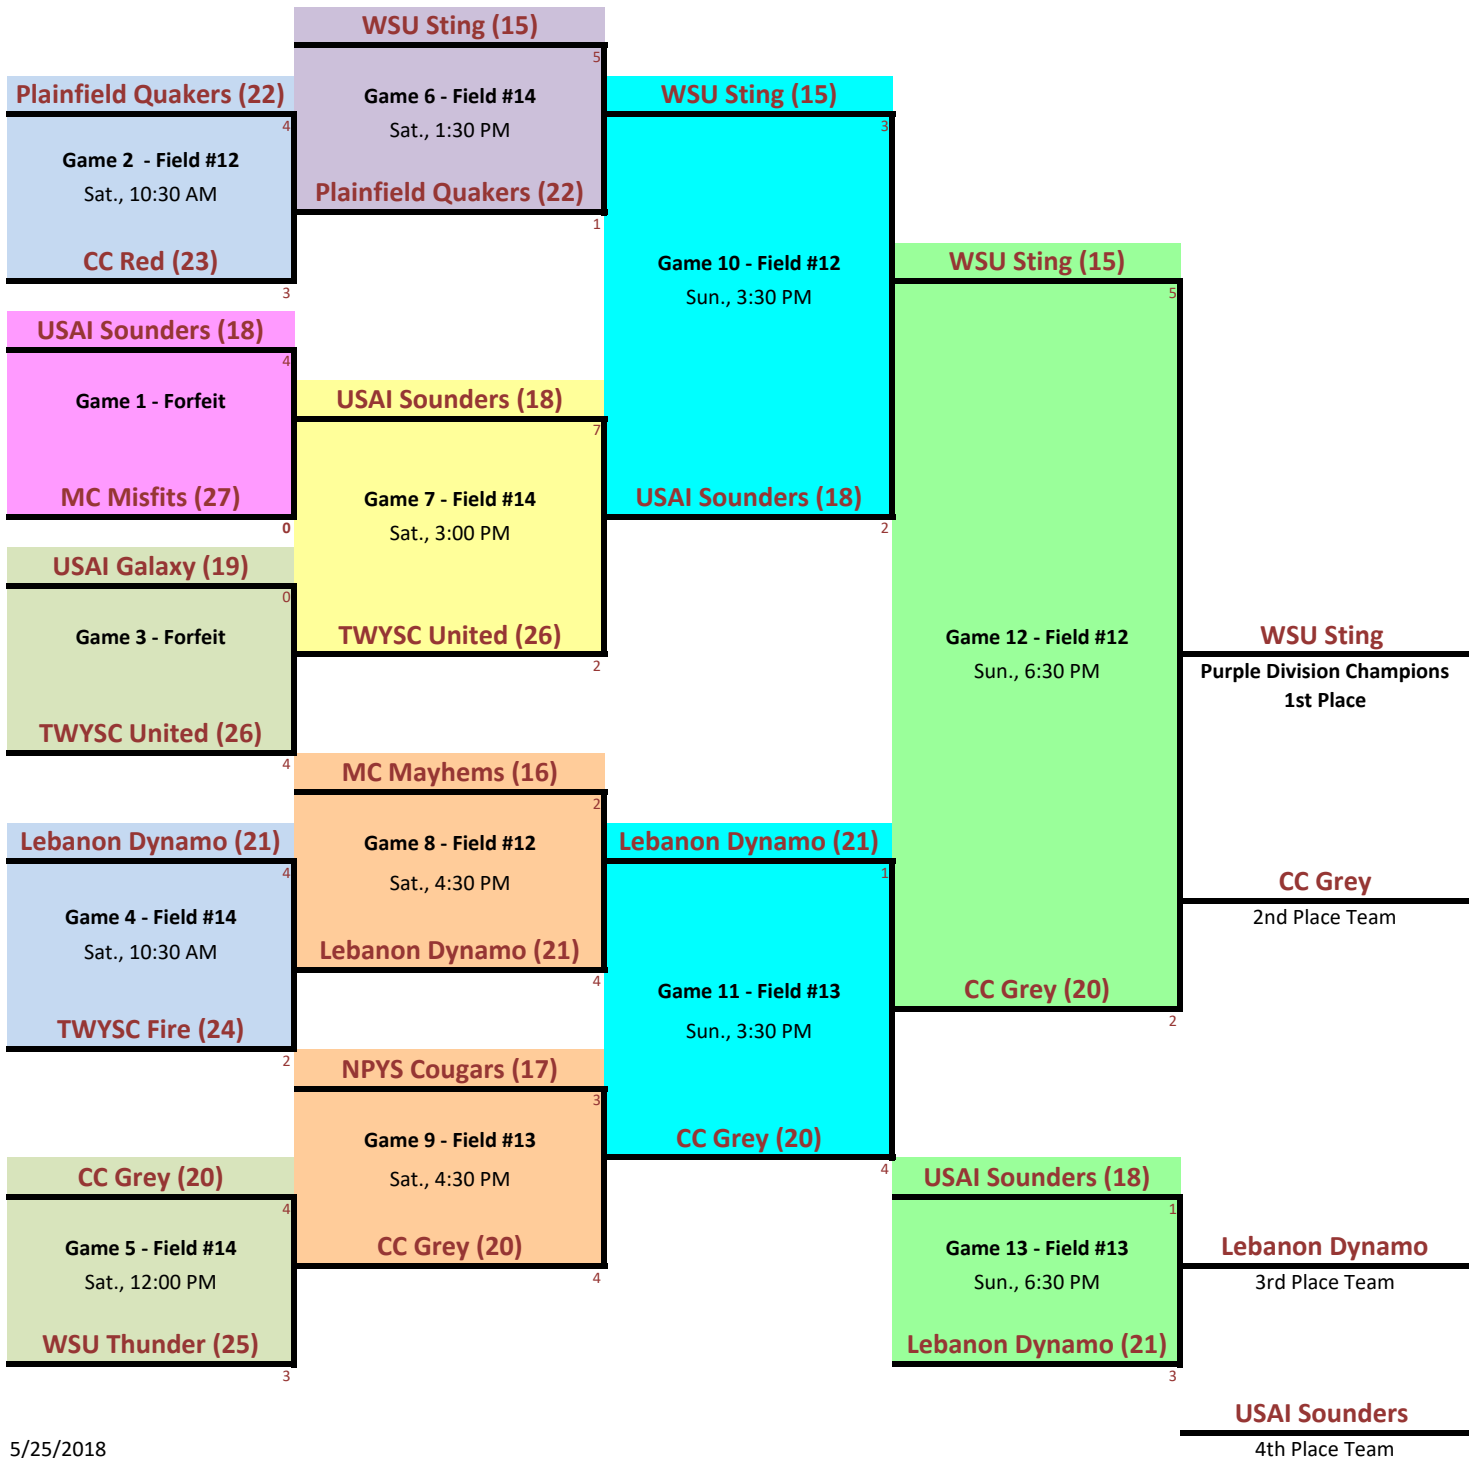 WSU Sting (15)
5
Game 6 - Field #14
Sat., 1:30 PM
Plainfield Quakers (22)
1
Plainfield Quakers (22)
4
Game 2 - Field #12
Sat., 10:30 AM
CC Red (23)
3
WSU Sting (15)
3
Game 10 - Field #12
Sun., 3:30 PM
USAI Sounders (18)
2
USAI Sounders (18)
4
Game 1 - Forfeit
MC Misfits (27)
0
USAI Sounders (18)
7
Game 7 - Field #14
Sat., 3:00 PM
TWYSC United (26)
2
USAI Galaxy (19)
0
Game 3 - Forfeit
TWYSC United (26)
4
WSU Sting (15)
5
Game 12 - Field #12
Sun., 6:30 PM
CC Grey (20)
2
WSU Sting
Purple Division Champions
1st Place
CC Grey
2nd Place Team
MC Mayhems (16)
2
Game 8 - Field #12
Sat., 4:30 PM
Lebanon Dynamo (21)
4
Lebanon Dynamo (21)
4
Game 4 - Field #14
Sat., 10:30 AM
TWYSC Fire (24)
2
Lebanon Dynamo (21)
1
Game 11 - Field #13
Sun., 3:30 PM
CC Grey (20)
4
NPYS Cougars (17)
3
Game 9 - Field #13
Sat., 4:30 PM
CC Grey (20)
4
CC Grey (20)
4
Game 5 - Field #14
Sat., 12:00 PM
WSU Thunder (25)
3
USAI Sounders (18)
1
Game 13 - Field #13
Sun., 6:30 PM
Lebanon Dynamo (21)
3
Lebanon Dynamo
3rd Place Team
USAI Sounders
4th Place Team
5/25/2018